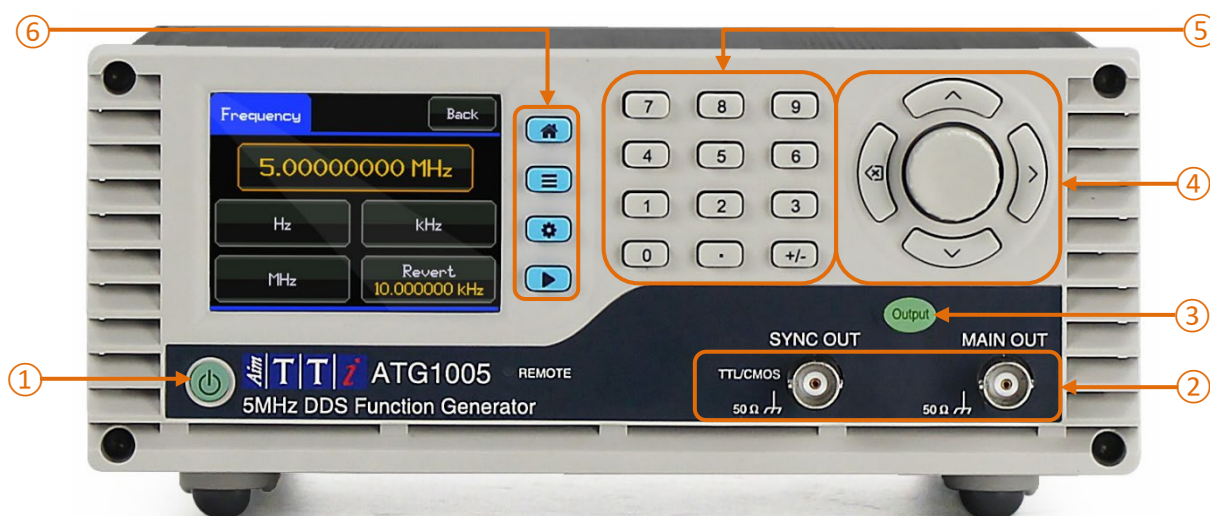 ⑥
⑤
Frequency
Back
5.00000000 MHz
Hz
kHz
MHz
Revert
10.000000 kHz
7 8 9
4 5 6
1 2 3
0 . +/-
④
Output
③
SYNC OUT
MAIN OUT
①
Aim TTi ATG1005
REMOTE
5MHz DDS Function Generator
TTL/CMOS
50 Ω
50 Ω
②